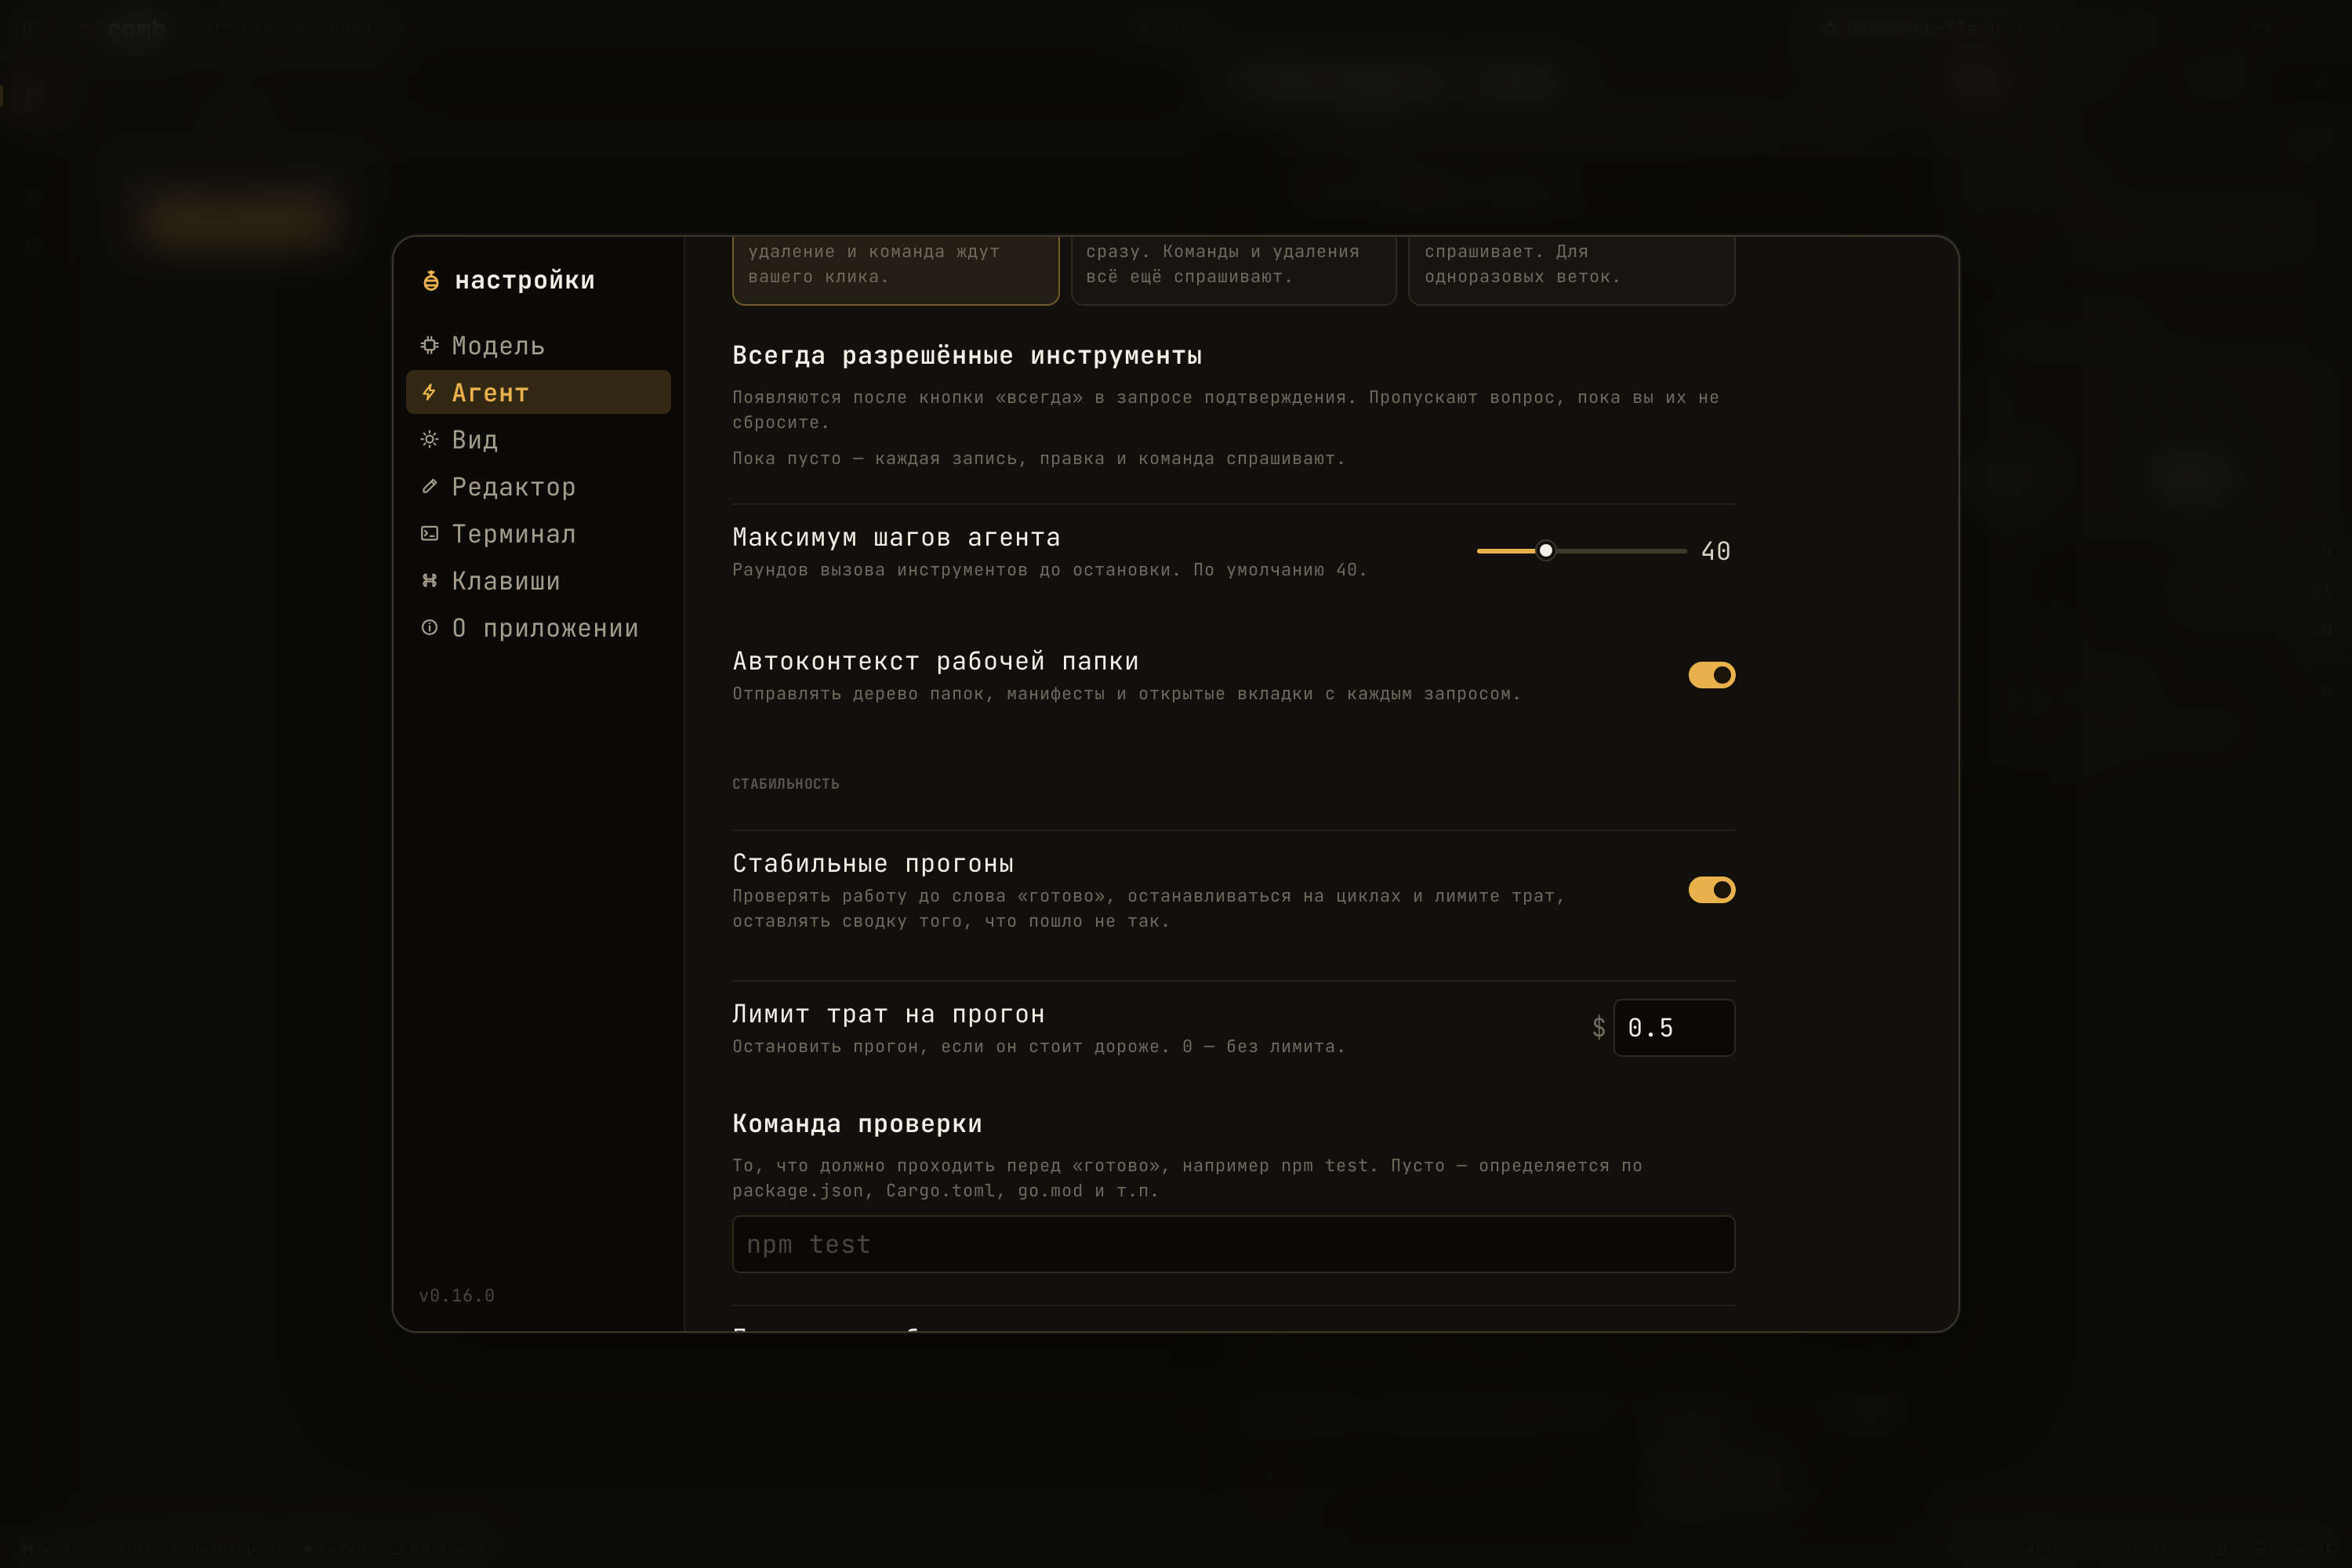 comb
deepseek-flash
настройки
Модель
Агент
Вид
Редактор
Терминал
Клавиши
О приложении
v0.16.0
удаление и команда ждут
вашего клика.
сразу. Команды и удаления
всё ещё спрашивают.
спрашивает. Для
одноразовых веток.
Всегда разрешённые инструменты
Появляются после кнопки «всегда» в запросе подтверждения. Пропускают вопрос, пока вы их не
сбросите.
Пока пусто — каждая запись, правка и команда спрашивают.
Максимум шагов агента
40
Раундов вызова инструментов до остановки. По умолчанию 40.
Автоконтекст рабочей папки
Отправлять дерево папок, манифесты и открытые вкладки с каждым запросом.
СТАБИЛЬНОСТЬ
Стабильные прогоны
Проверять работу до слова «готово», останавливаться на циклах и лимите трат,
оставлять сводку того, что пошло не так.
Лимит трат на прогон
$ 0.5
Остановить прогон, если он стоит дороже. 0 — без лимита.
Команда проверки
То, что должно проходить перед «готово», например npm test. Пусто — определяется по
package.json, Cargo.toml, go.mod и т.п.
npm test